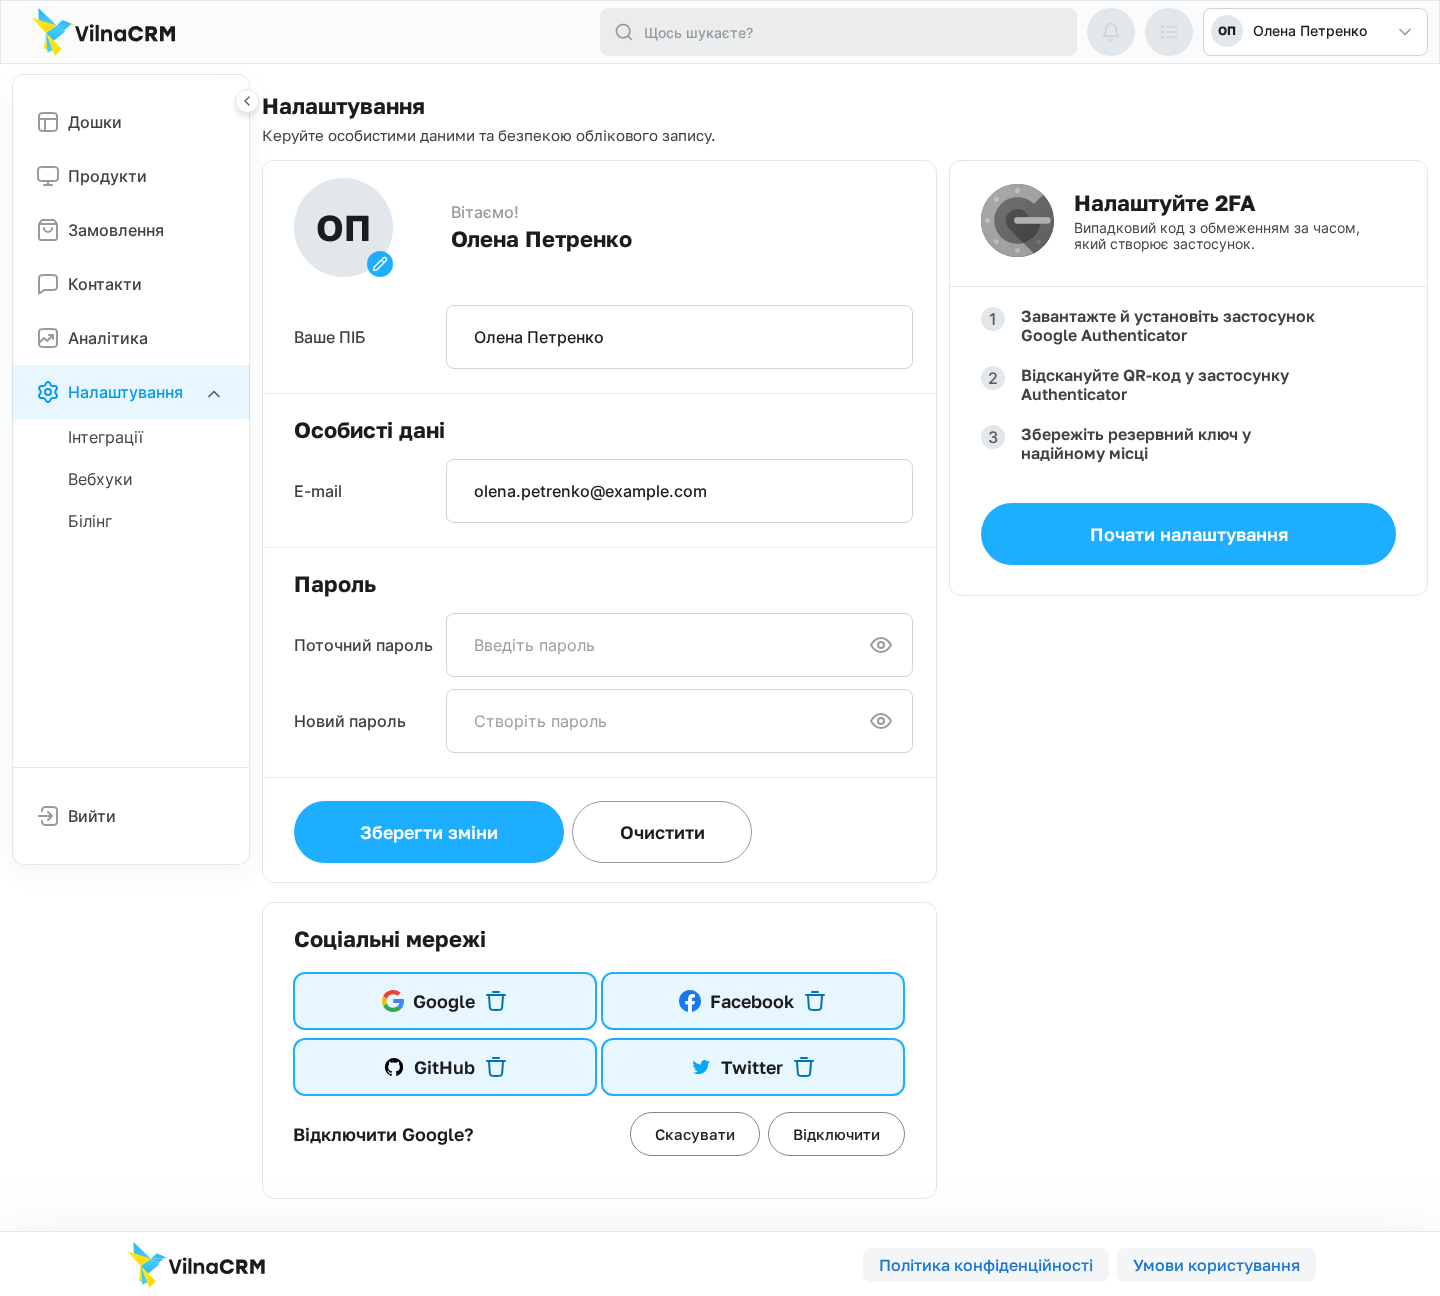 VilnaCRM
Щось шукаєте?
ОП
Олена Петренко
Дошки
Продукти
Замовлення
Контакти
Аналітика
Налаштування
Інтеграції
Вебхуки
Білінг
Вийти
Налаштування
Керуйте особистими даними та безпекою облікового запису.
ОП
Вітаємо!
Олена Петренко
Ваше ПІБ
Олена Петренко
Особисті дані
E-mail
olena.petrenko@example.com
Пароль
Поточний пароль
Введіть пароль
Новий пароль
Створіть пароль
Зберегти зміни
Очистити
Налаштуйте 2FA
Випадковий код з обмеженням за часом,
який створює застосунок.
1
Завантажте й установіть застосунок
Google Authenticator
2
Відскануйте QR-код у застосунку
Authenticator
3
Збережіть резервний ключ у
надійному місці
Почати налаштування
Соціальні мережі
Google
Facebook
GitHub
Twitter
Відключити Google?
Скасувати
Відключити
VilnaCRM
Політика конфіденційності
Умови користування